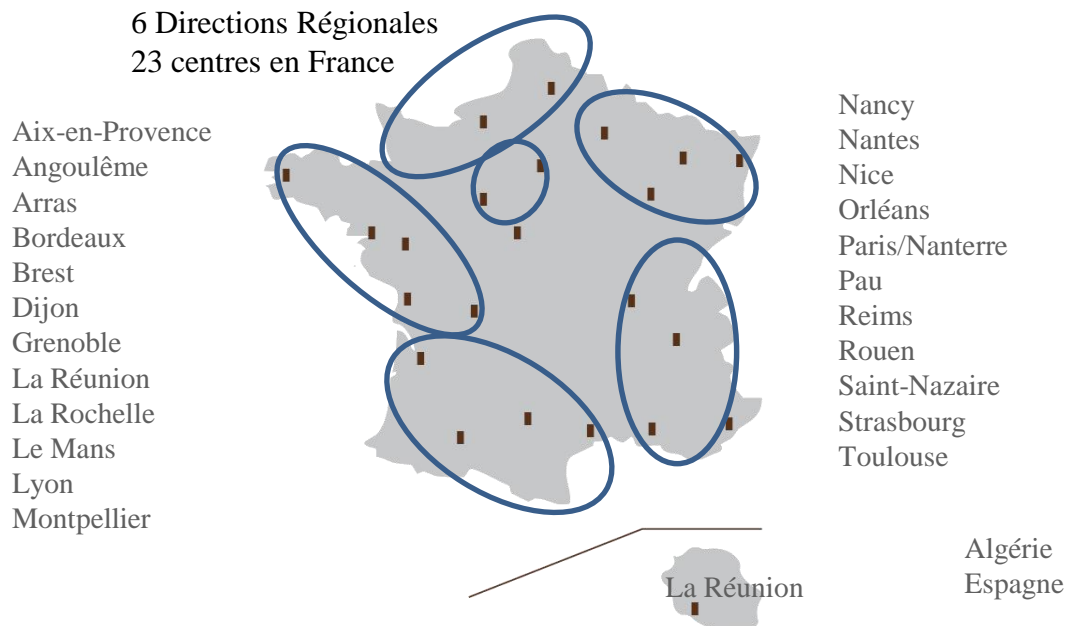 6 Directions Régionales
23 centres en France
Aix-en-Provence
Angoulême
Arras
Bordeaux
Brest
Dijon
Grenoble
La Réunion
La Rochelle
Le Mans
Lyon
Montpellier
Nancy
Nantes
Nice
Orléans
Paris/Nanterre
Pau
Reims
Rouen
Saint-Nazaire
Strasbourg
Toulouse
La Réunion
Algérie
Espagne